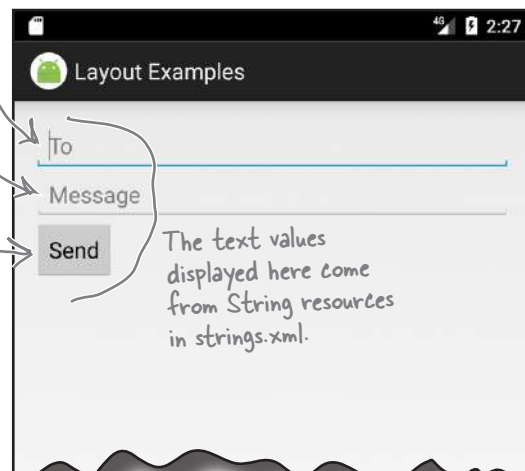 4G 2:27
Layout Examples
To
Message
Send
The text values
displayed here come
from String resources
in strings.xml.